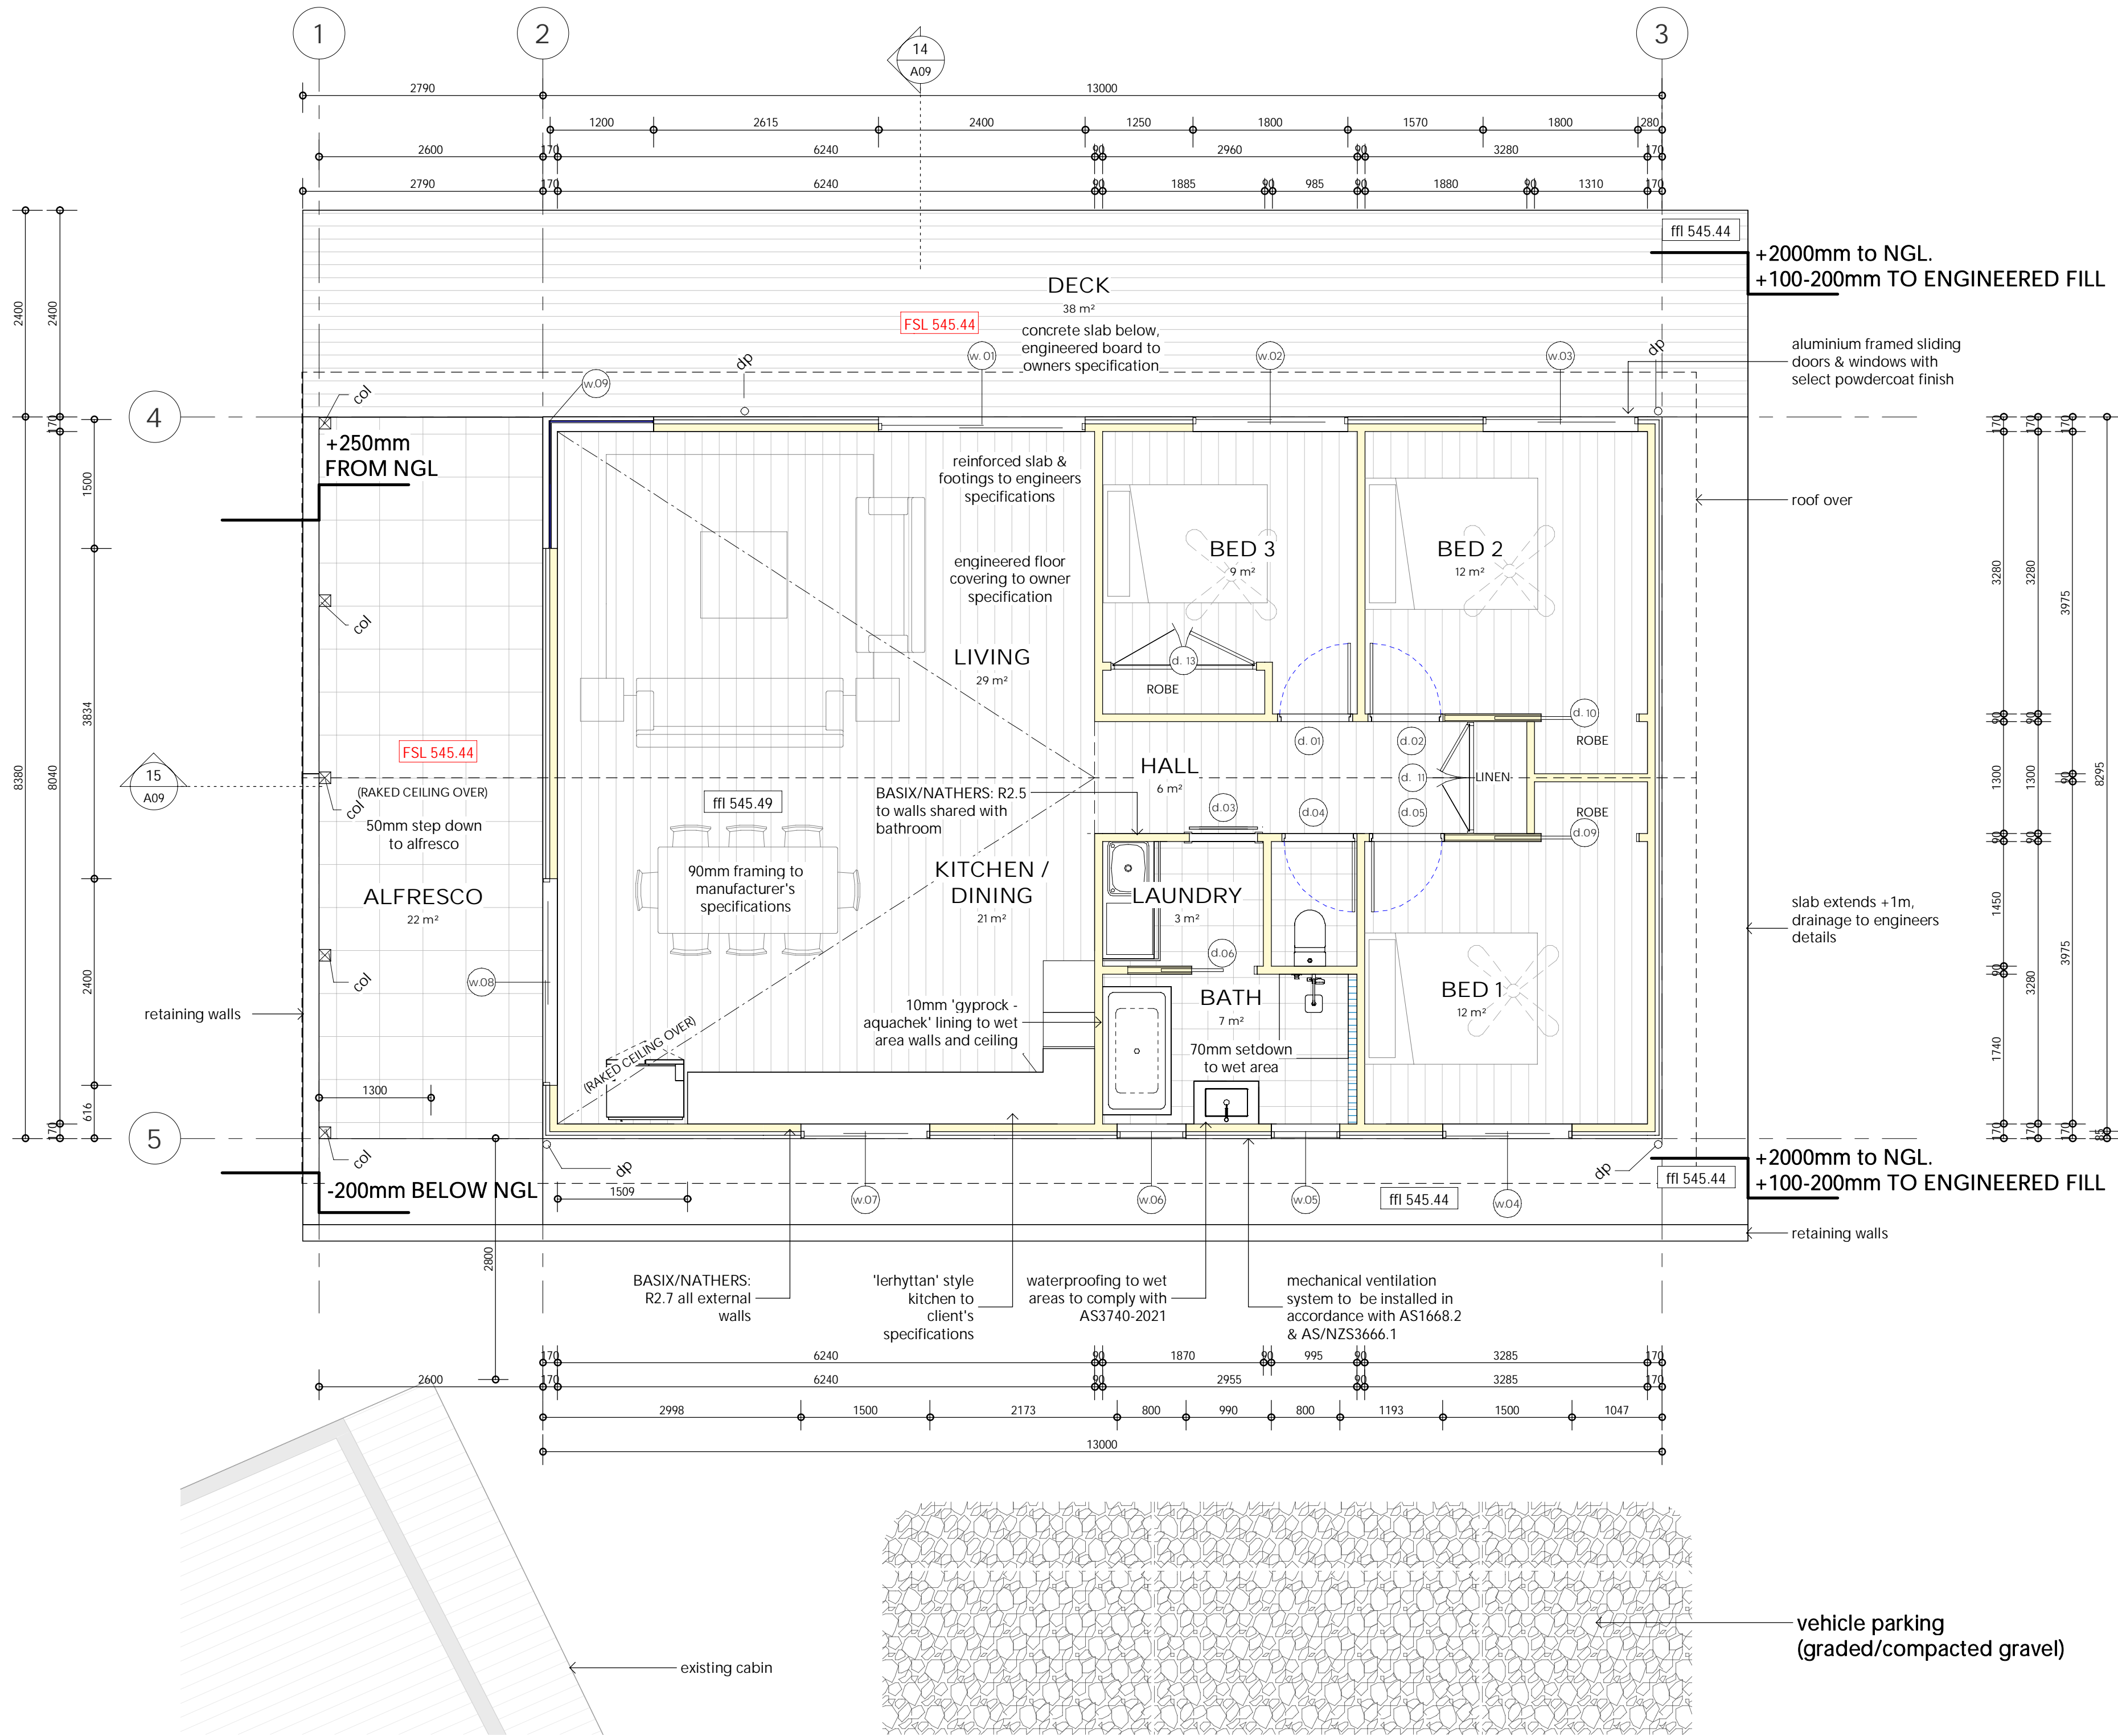 1
2
3
14
A09
2790
13000
1200
2615
2400
1250
1800
1570
1800
280
2600
170
6240
90
2960
90
3280
170
2790
170
6240
90
1885
90
985
90
1880
90
1310
170
ffl 545.44
+2000mm to NGL.
+100-200mm TO ENGINEERED FILL
DECK
38 m²
FSL 545.44
concrete slab below,
engineered board to
owners specification
dp
w.09
w. 01
w.02
w.03
dp
aluminium framed sliding
doors & windows with
select powdercoat finish
2400
2400
4
170
col
+250mm
FROM NGL
1500
reinforced slab &
footings to engineers
specifications
170
170
170
roof over
engineered floor
covering to owner
specification
BED 3
9 m²
BED 2
12 m²
3280
3280
3975
col
LIVING
29 m²
d. 13
ROBE
3834
d. 10
ROBE
90
90
FSL 545.44
d. 01
d.02
8380
8040
15
A09
(RAKED CEILING OVER)
col
50mm step down
to alfresco
ffl 545.49
HALL
6 m²
d. 11
LINEN
1300
1300
90
8295
BASIX/NATHERS: R2.5
to walls shared with
bathroom
d.03
d.04
d.05
ROBE
d.09
90
90
90mm framing to
manufacturer's
specifications
KITCHEN /
DINING
21 m²
ALFRESCO
22 m²
LAUNDRY
3 m²
1450
slab extends +1m,
drainage to engineers
details
2400
w.08
col
d.06
90
3280
3975
BATH
7 m²
BED 1
12 m²
retaining walls
10mm 'gyprock -
aquachek' lining to wet
area walls and ceiling
70mm setdown
to wet area
1740
(RAKED CEILING OVER)
1300
616
170
5
col
170
170
170
85
-200mm BELOW NGL
dp
1509
w.07
w.06
w.05
ffl 545.44
w.04
dp
ffl 545.44
+2000mm to NGL.
+100-200mm TO ENGINEERED FILL
retaining walls
2800
BASIX/NATHERS:
R2.7 all external
walls
'lerhyttan' style
kitchen to
client's
specifications
waterproofing to wet
areas to comply with
AS3740-2021
mechanical ventilation
system to be installed in
accordance with AS1668.2
& AS/NZS3666.1
170
6240
90
1870
90
995
90
3285
170
2600
170
6240
90
2955
90
3285
170
2998
1500
2173
800
990
800
1193
1500
1047
13000
existing cabin
vehicle parking
(graded/compacted gravel)